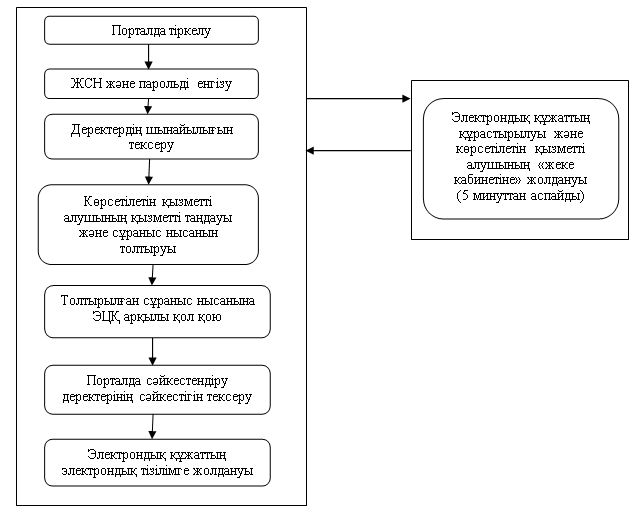 Порталда тіркелу
ЖСН және парольді енгізу
Деректердің шынайылығын
тексеру
Көрсетілетін қызметті
алушының қызметті таңдауы
және сұраныс нысанын
толтыруы
Толтырылған сұраныс нысанына
ЭЦҚ арқылы қол қою
Порталда сәйкестендіру
деректерінің сәйкестігін тексеру
Электрондық құжаттың
электрондық тізілімге жолдануы
Электрондық құжаттың
құрастырылуы және
көрсетілетін қызметті
алушының «жеке
кабинетіне» жолдануы
(5 минуттан аспайды)